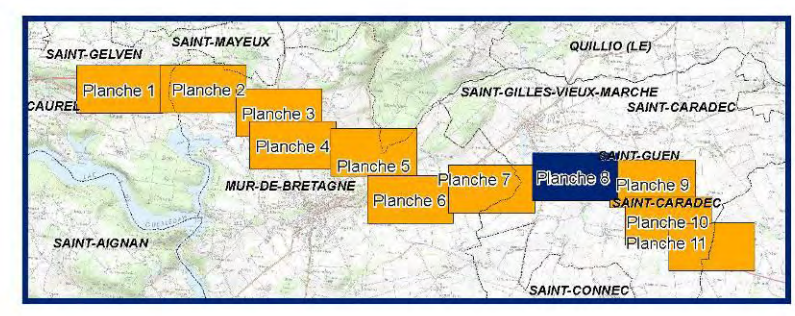 SAINT-MAYEUX
QUILLIO (LE)
SAINT-GELVEN
Planche 1
Planche 2
SAINT-GILLES-VIEUX-MARCHE
CAUREL
Planche 3
SAINT-CARADEC
Planche 4
SAINT-GUEN
Planche 5
Planche 7
Planche 8
Planche 9
MUR-DE-BRETAGNE
Planche 6
SAINT-CARADEC
Planche 10
SAINT-AIGNAN
Planche 11
SAINT-CONNEC